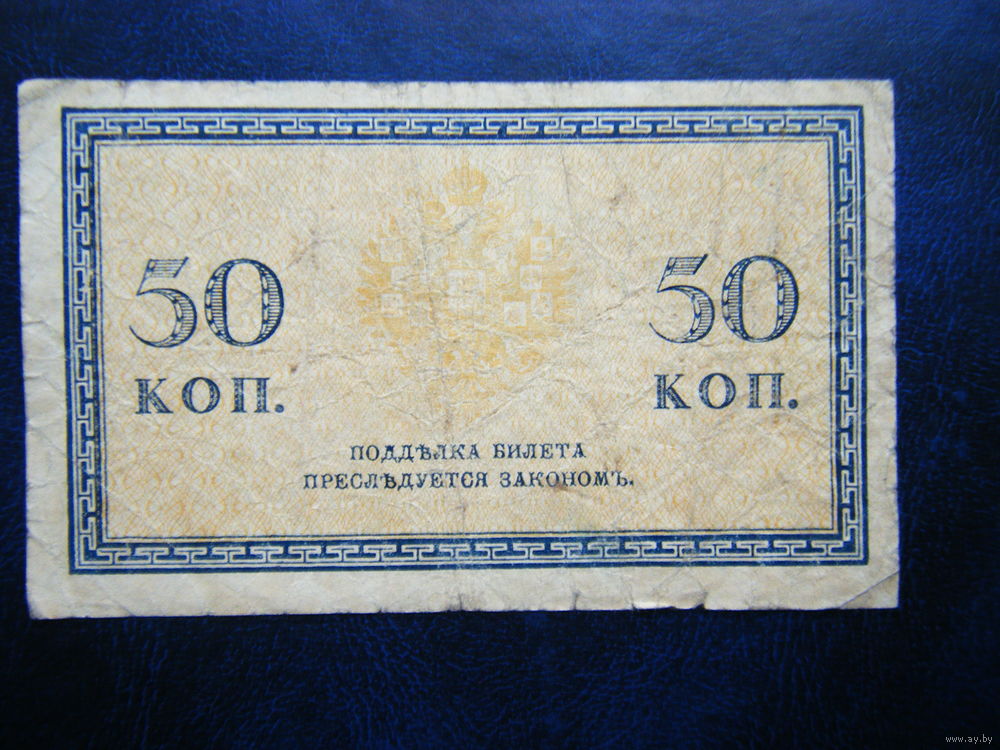 50 50
КОП. КОП.
ПОДДѢЛКА БИЛЕТА
ПРЕСЛѢДУЕТСЯ ЗАКОНОМЪ.
www.ay.by